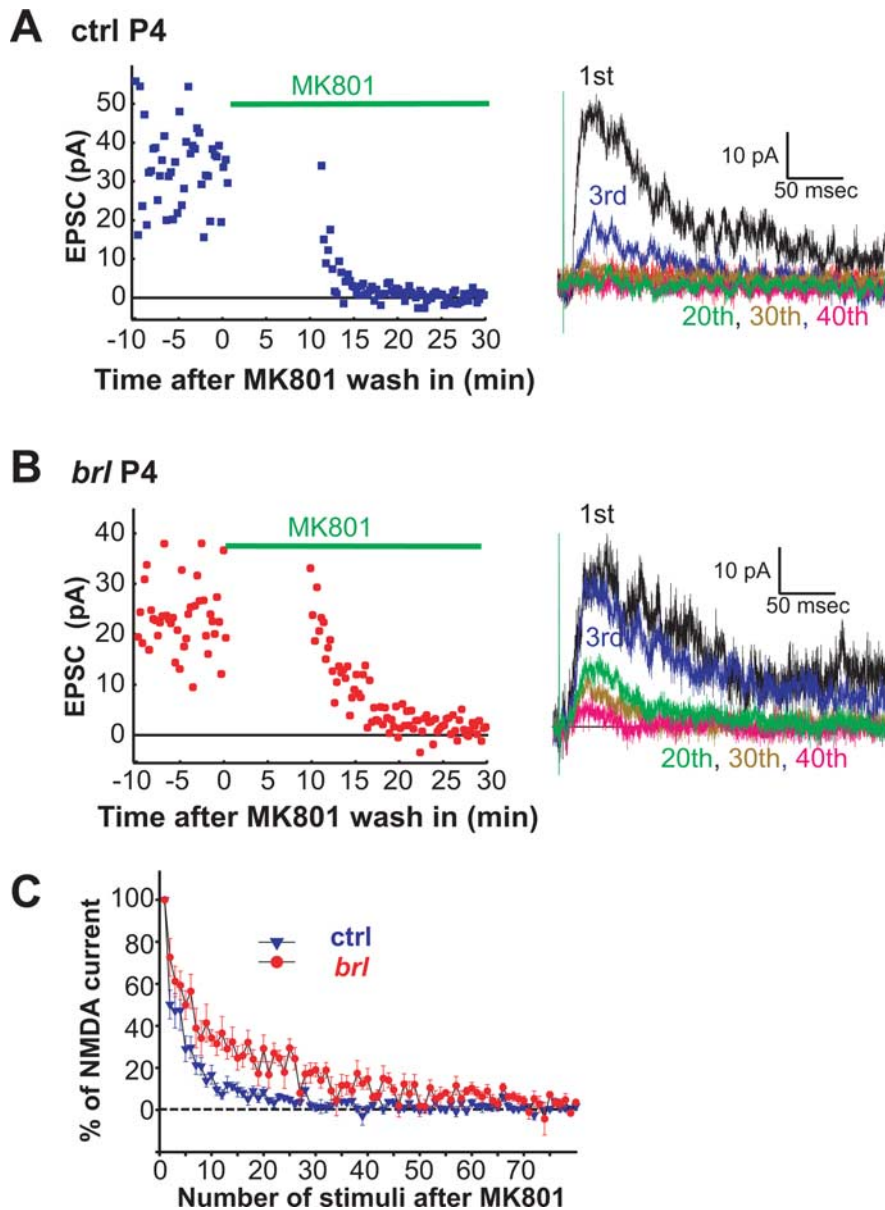 A ctrl P4
MK801
EPSC (pA)
50
40
30
20
10
0
-10 -5 0 5 10 15 20 25 30
Time after MK801 wash in (min)
1st
3rd
10 pA
50 msec
20th, 30th, 40th
B brl P4
MK801
EPSC (pA)
40
30
20
10
0
-10 -5 0 5 10 15 20 25 30
Time after MK801 wash in (min)
1st
3rd
10 pA
50 msec
20th, 30th, 40th
C
% of NMDA current
100
80
60
40
20
0
ctrl
brl
0 10 20 30 40 50 60 70
Number of stimuli after MK801